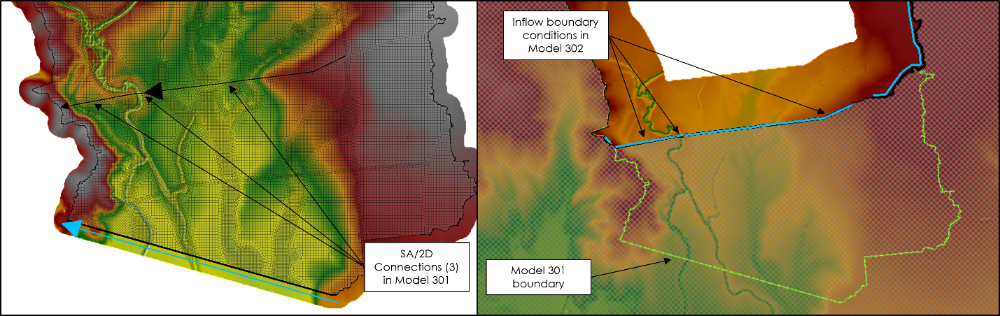 Inflow boundary
conditions in
Model 302
SA/2D
Connections (3)
in Model 301
Model 301
boundary